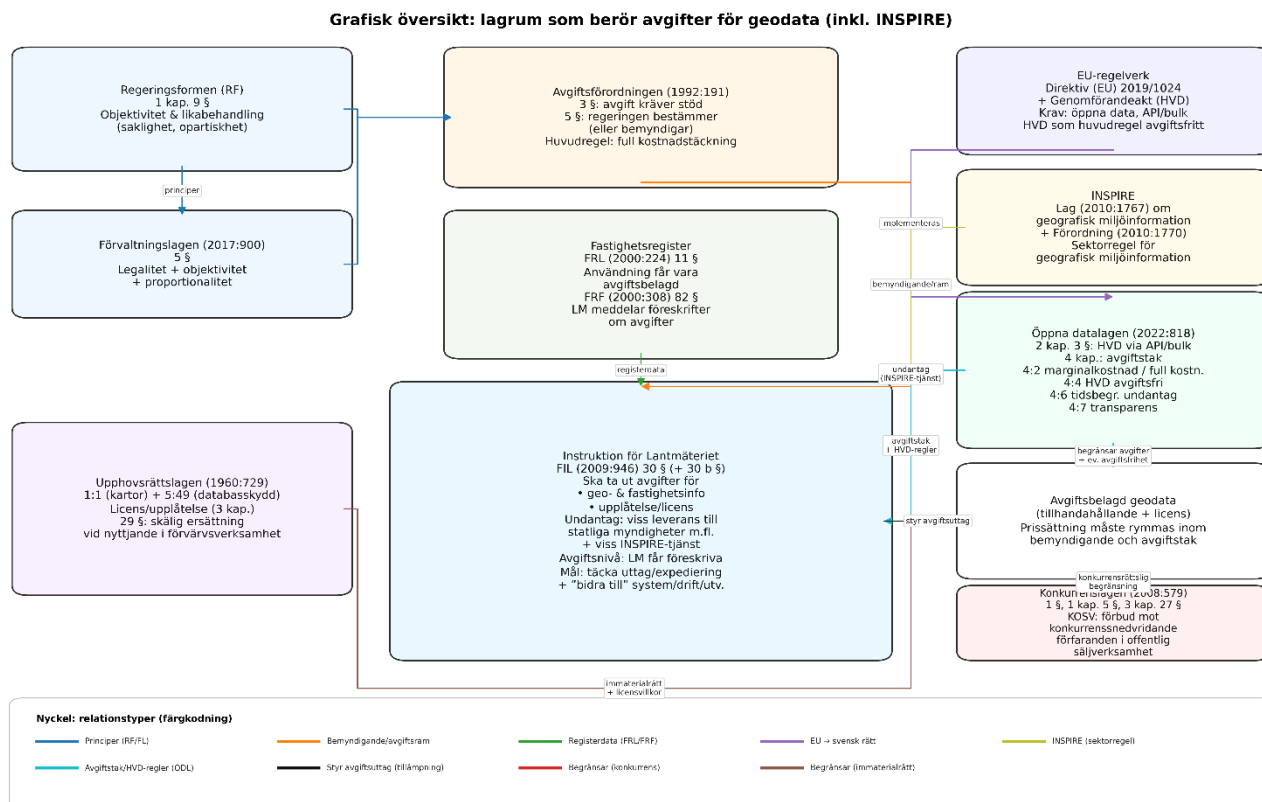 Grafisk översikt: lagrum som berör avgifter för geodata (inkl. INSPIRE)
Regeringsformen (RF)
1 kap. 9 §
Objektivitet & likabehandling
(saklighet, opartiskhet)
principer
Förvaltningslagen (2017:900)
5 §
Legalitet + objektivitet
+ proportionalitet
Avgiftsförordningen (1992:191)
3 §: avgift kräver stöd
5 §: regeringen bestämmer
(eller bemyndigar)
Huvudregel: full kostnadstäckning
Fastighetsregister
FRL (2000:224) 11 §
Användning får vara
avgiftsbelagd
FRF (2000:308) 82 §
LM meddelar föreskrifter
om avgifter
registerdata
EU-regelverk
Direktiv (EU) 2019/1024
+ Genomförandeakt (HVD)
Krav: öppna data, API/bulk
HVD som huvudregel avgiftsfritt
molementeras
INSPIRE
Lag (2010:1767) om
geografisk miljöinformation
+ Förordning (2010:1770)
Sektorregel för
geografisk miljöinformation
bemyndigande/ram
Öppna datalagen (2022:818)
2 kap. 3 §: HVD via API/bulk
4 kap.: avgiftstak
4:2 marginalkostnad / full kostn.
4:4 HVD avgiftsfri
4:6 tidsbegr. undantag
4:7 transparens
undantag
(INSPIRE-tjänst)
avgiftstak
+ HVD-regler
begränsar avgifter
+ ev. avgiftsfrihet
Upphovsrättslagen (1960:729)
1:1 (kartor) + 5:49 (databasskydd)
Licens/upplåtelse (3 kap.)
29 §: skälig ersättning
vid nyttjande i förvärvsverksamhet
Instruktion för Lantmäteriet
FIL (2009:946) 30 § (+ 30 b §)
Ska ta ut avgifter för
• geo- & fastighetsinfo
• upplåtelse/licens
Undantag: viss leverans till
statliga myndigheter m.fl.
+ viss INSPIRE-tjänst
Avgiftsnivå: LM får föreskriva
Mål: täcka uttag/expediering
+ ”bidra till” system/drift/utv.
styr avgiftsuttag
Avgiftsbelagd geodata
(tillhandahållande + licens)
Prissättning måste rymmas inom
bemyndigande och avgiftstak
konkurrensrättslig
begränsning
Konkurrenslagen (2008:579)
1 §, 1 kap. 5 §, 3 kap. 27 §
KOSV: förbud mot
konkurrenssnedvridande
förfaranden i offentlig
säljverksamhet
immaterialrätt
+ licensvillkor
Nyckel: relationstyper (färgkodning)
Principer (RF/FL)
Bemyndigande/avgiftsram
Registerdata (FRL/FRF)
EU → svensk rätt
INSPIRE (sektorregel)
Avgiftstak/HVD-regler (ÖDL)
Styr avgiftsuttag (tillämpning)
Begränsar (konkurrens)
Begränsar (immaterialrätt)